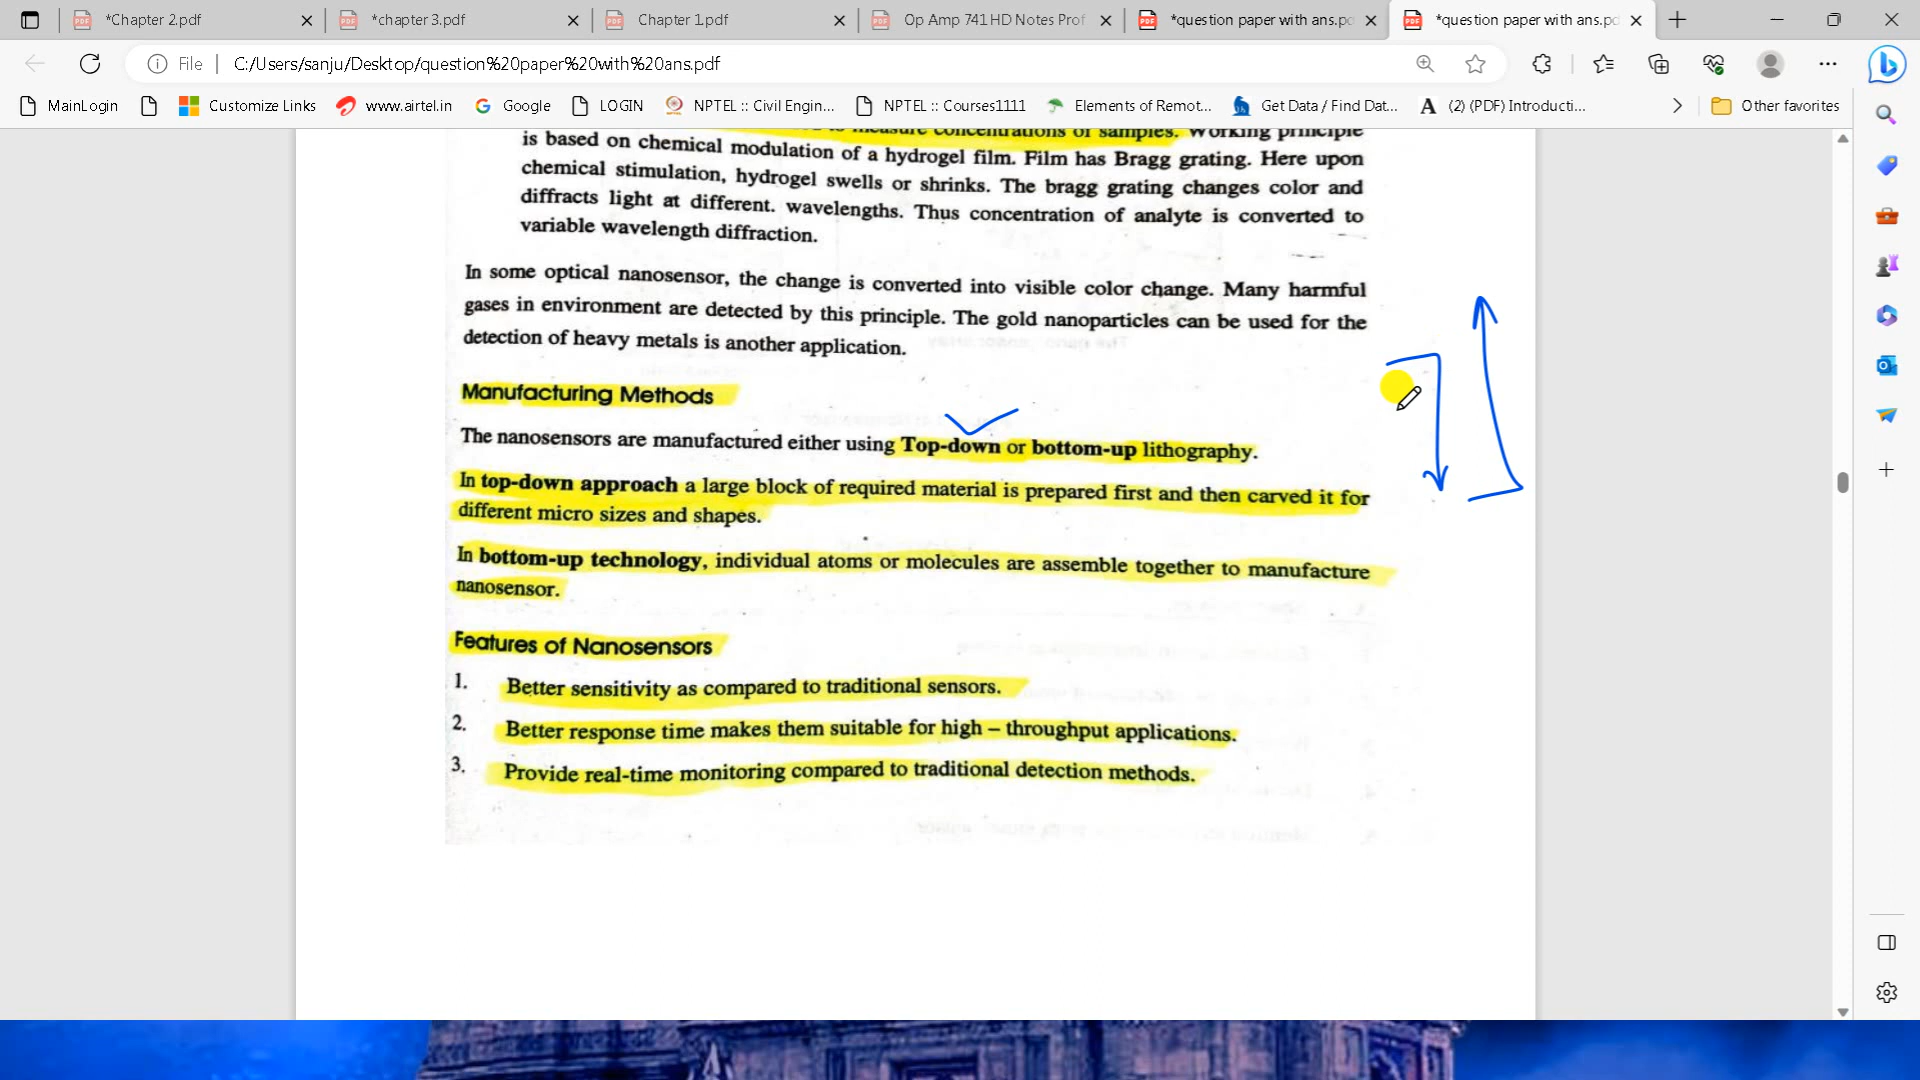 *Chapter 2.pdf
*chapter 3.pdf
Chapter 1.pdf
Op Amp 741 HD Notes Prof
*question paper with ans.pd
*question paper with ans.pd
File
C:/Users/sanju/Desktop/question%20paper%20with%20ans.pdf
MainLogin
Customize Links
www.airtel.in
Google
LOGIN
NPTEL :: Civil Engin...
NPTEL :: Courses1111
Elements of Remot...
Get Data / Find Dat...
(2) (PDF) Introducti...
Other favorites
to measure concentrations of samples. Working principle
is based on chemical modulation of a hydrogel film. Film has Bragg grating. Here upon
chemical stimulation, hydrogel swells or shrinks. The bragg grating changes color and
diffracts light at different. wavelengths. Thus concentration of analyte is converted to
variable wavelength diffraction.
In some optical nanosensor, the change is converted into visible color change. Many harmful
gases in environment are detected by this principle. The gold nanoparticles can be used for the
detection of heavy metals is another application.
Manufacturing Methods
The nanosensors are manufactured either using Top-down or bottom-up lithography.
In top-down approach a large block of required material is prepared first and then carved it for
different micro sizes and shapes.
In bottom-up technology, individual atoms or molecules are assemble together to manufacture
nanosensor.
Features of Nanosensors
1. Better sensitivity as compared to traditional sensors.
2. Better response time makes them suitable for high – throughput applications.
3. Provide real-time monitoring compared to traditional detection methods.